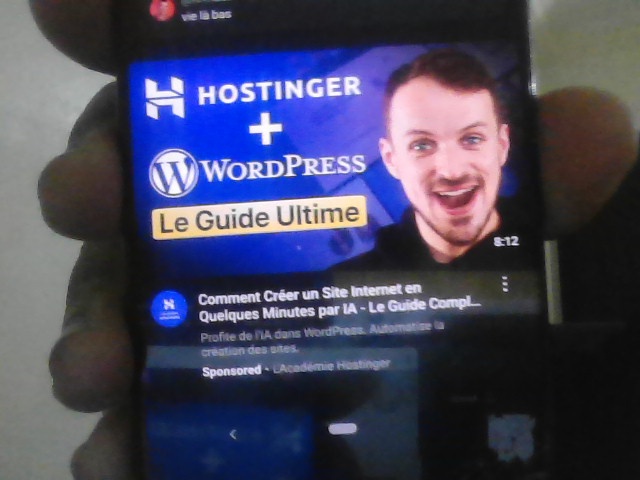 vie là bas
HOSTINGER
+
WORDPRESS
Le Guide Ultime
8:12
Comment Créer un Site Internet en
Quelques Minutes par IA - Le Guide Compl...
Profite de l'IA dans WordPress. Automatise la
création des sites.
Sponsored · L'Académie Hostinger